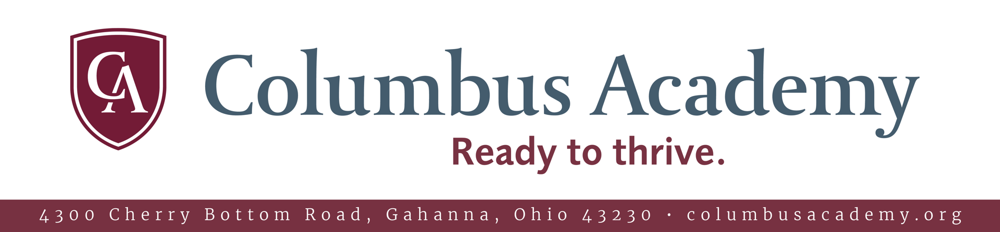 CA
Columbus Academy
Ready to thrive.
4300 Cherry Bottom Road, Gahanna, Ohio 43230 • columbusacademy.org